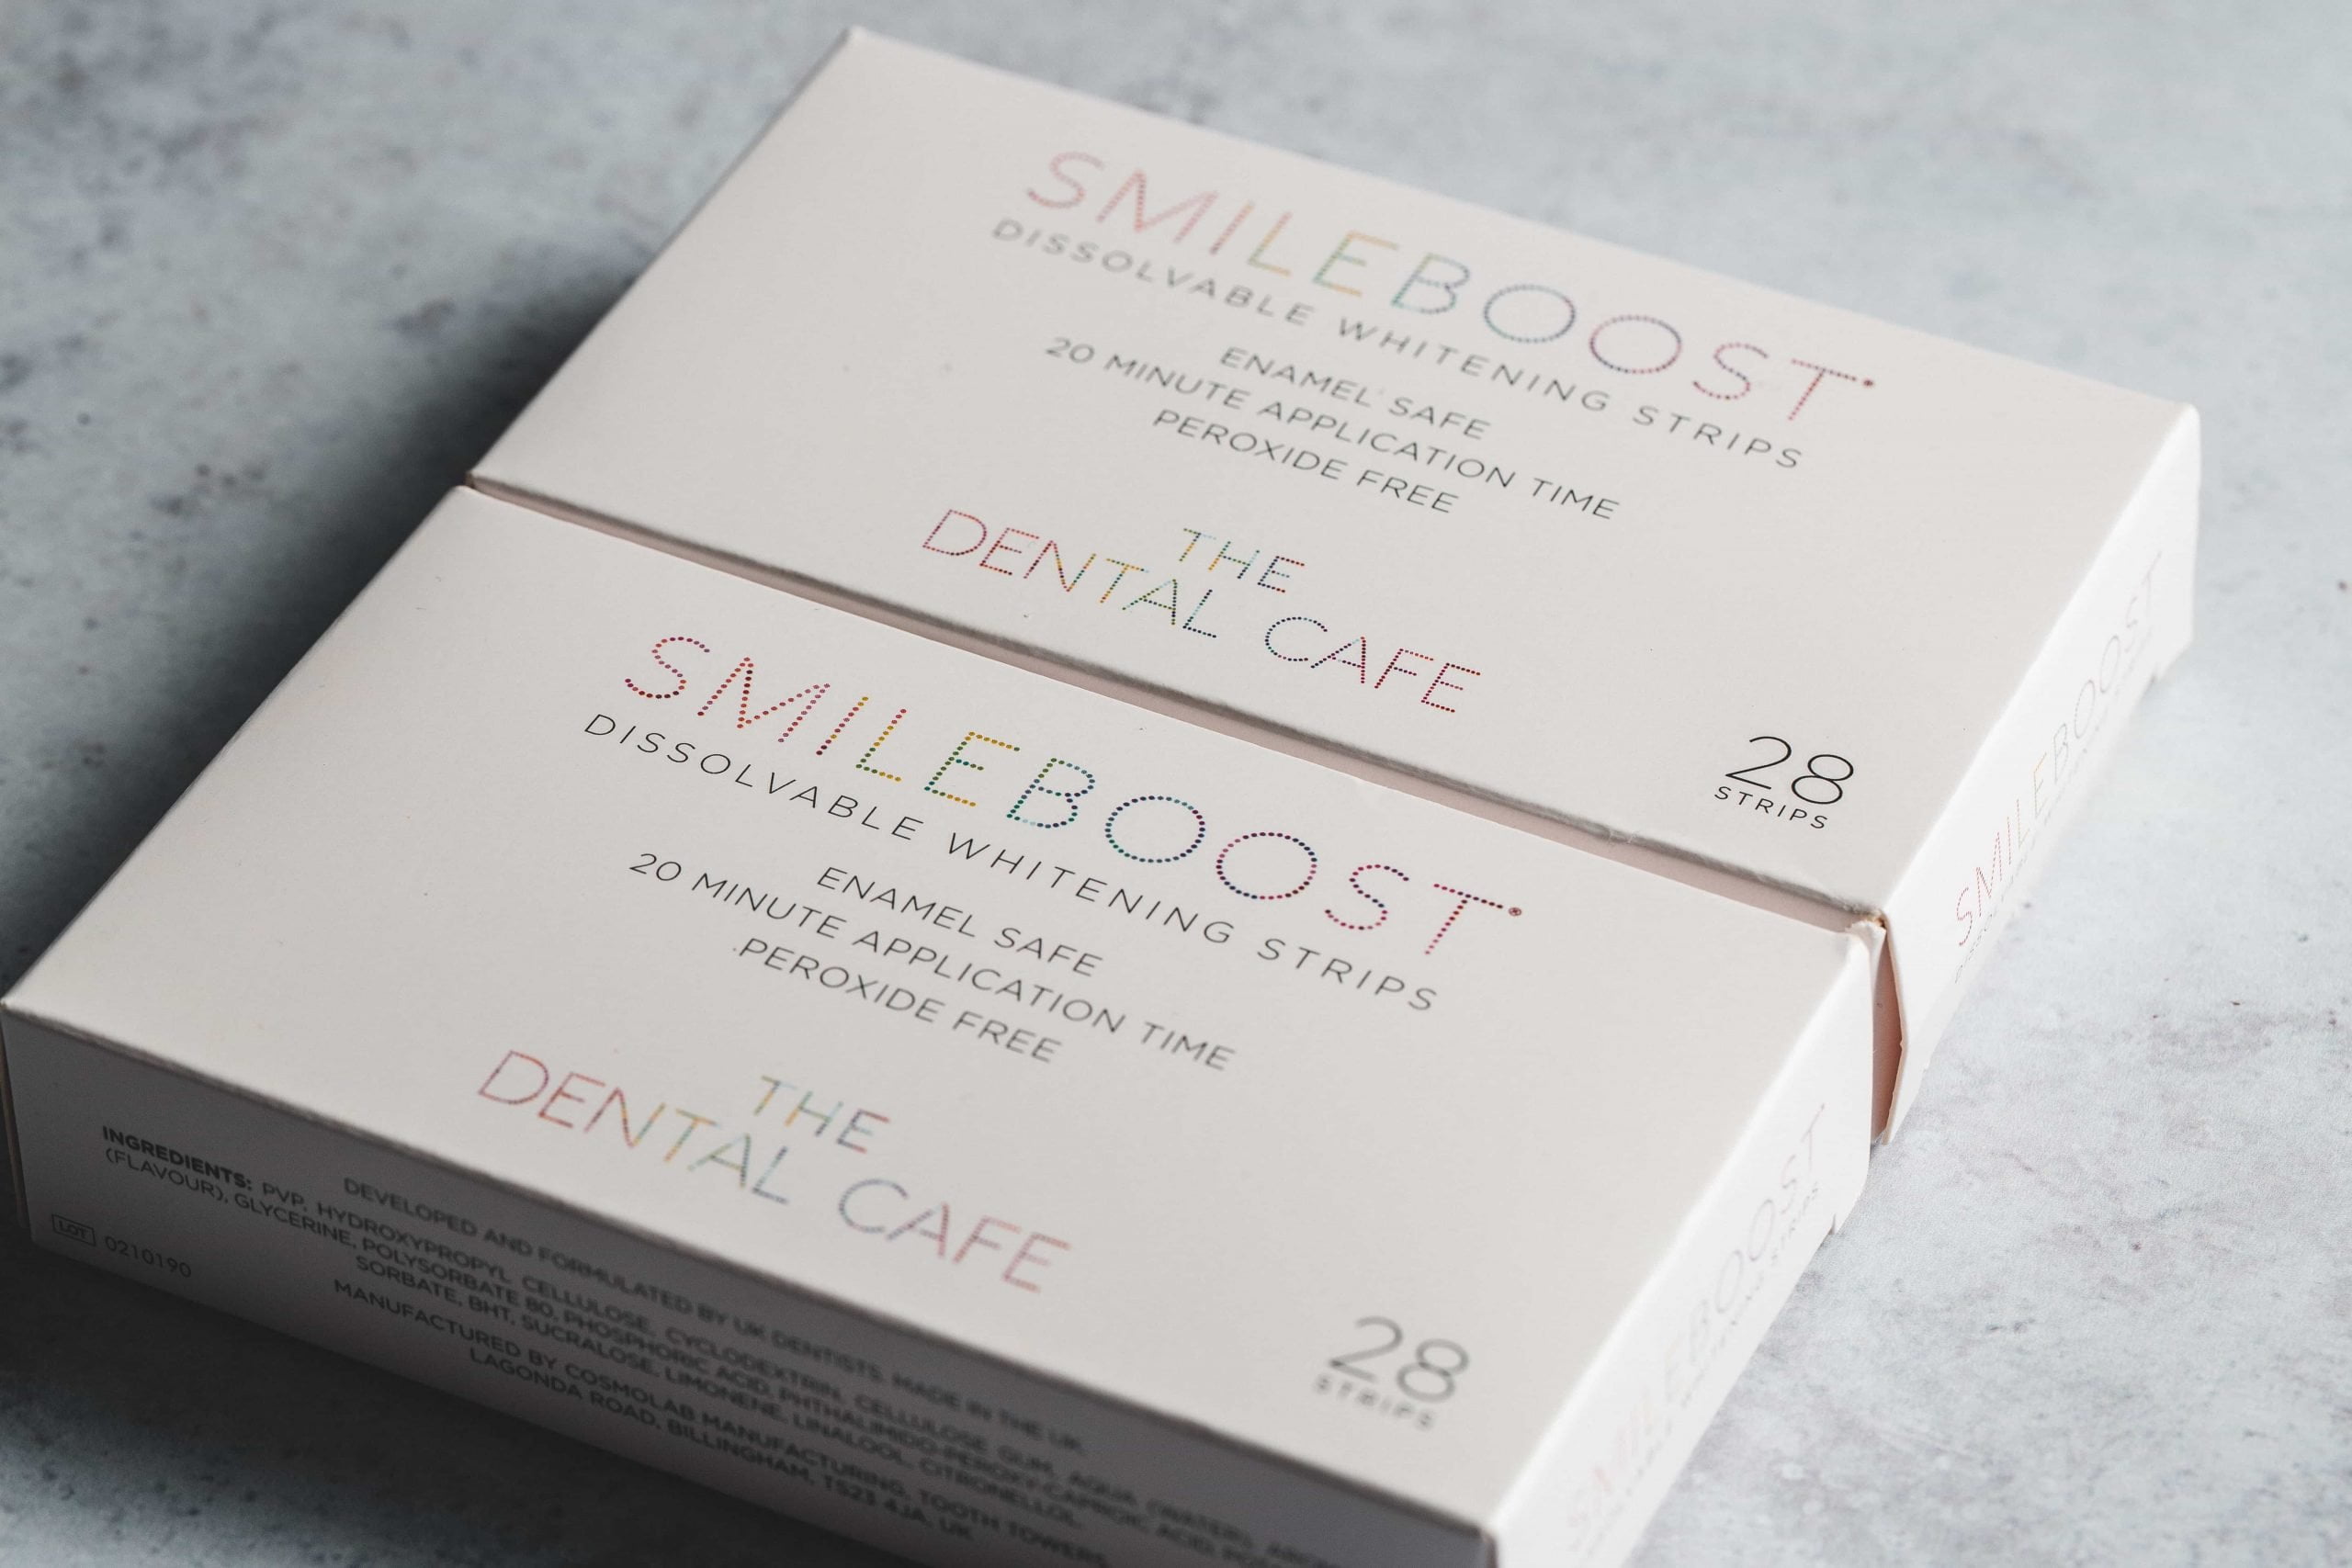 SMILEBOOST
DISSOLVABLE WHITENING STRIPS
ENAMEL SAFE
20 MINUTE APPLICATION TIME
PEROXIDE FREE
THE
DENTAL CAFE
28
STRIPS
SMILEBOOST
SMILEBOOST®
DISSOLVABLE WHITENING STRIPS
ENAMEL SAFE
20 MINUTE APPLICATION TIME
PEROXIDE FREE
THE
DENTAL CAFE
28
STRIPS
SMILEBOOST
DEVELOPED AND FORMULATED BY UK DENTISTS. MADE IN THE UK
INGREDIENTS: PVP, HYDROXYPROPYL CELLULOSE, CYCLODEXTRIN, CELLULOSE GUM, AQUA (WATER),
(FLAVOUR), GLYCERINE, POLYSORBATE 80, PHOSPHORIC ACID, PHTHALIMIDO-PEROXY-CAPROIC ACID,
SORBATE, BHT, SUCRALOSE, LIMONENE, LINALOOL, CITRONELLOL.
MANUFACTURED BY COSMOLAB MANUFACTURING, TOOTH TOWERS
LAGONDA ROAD, BILLINGHAM, TS23 4JA, UK
LOT 0210190